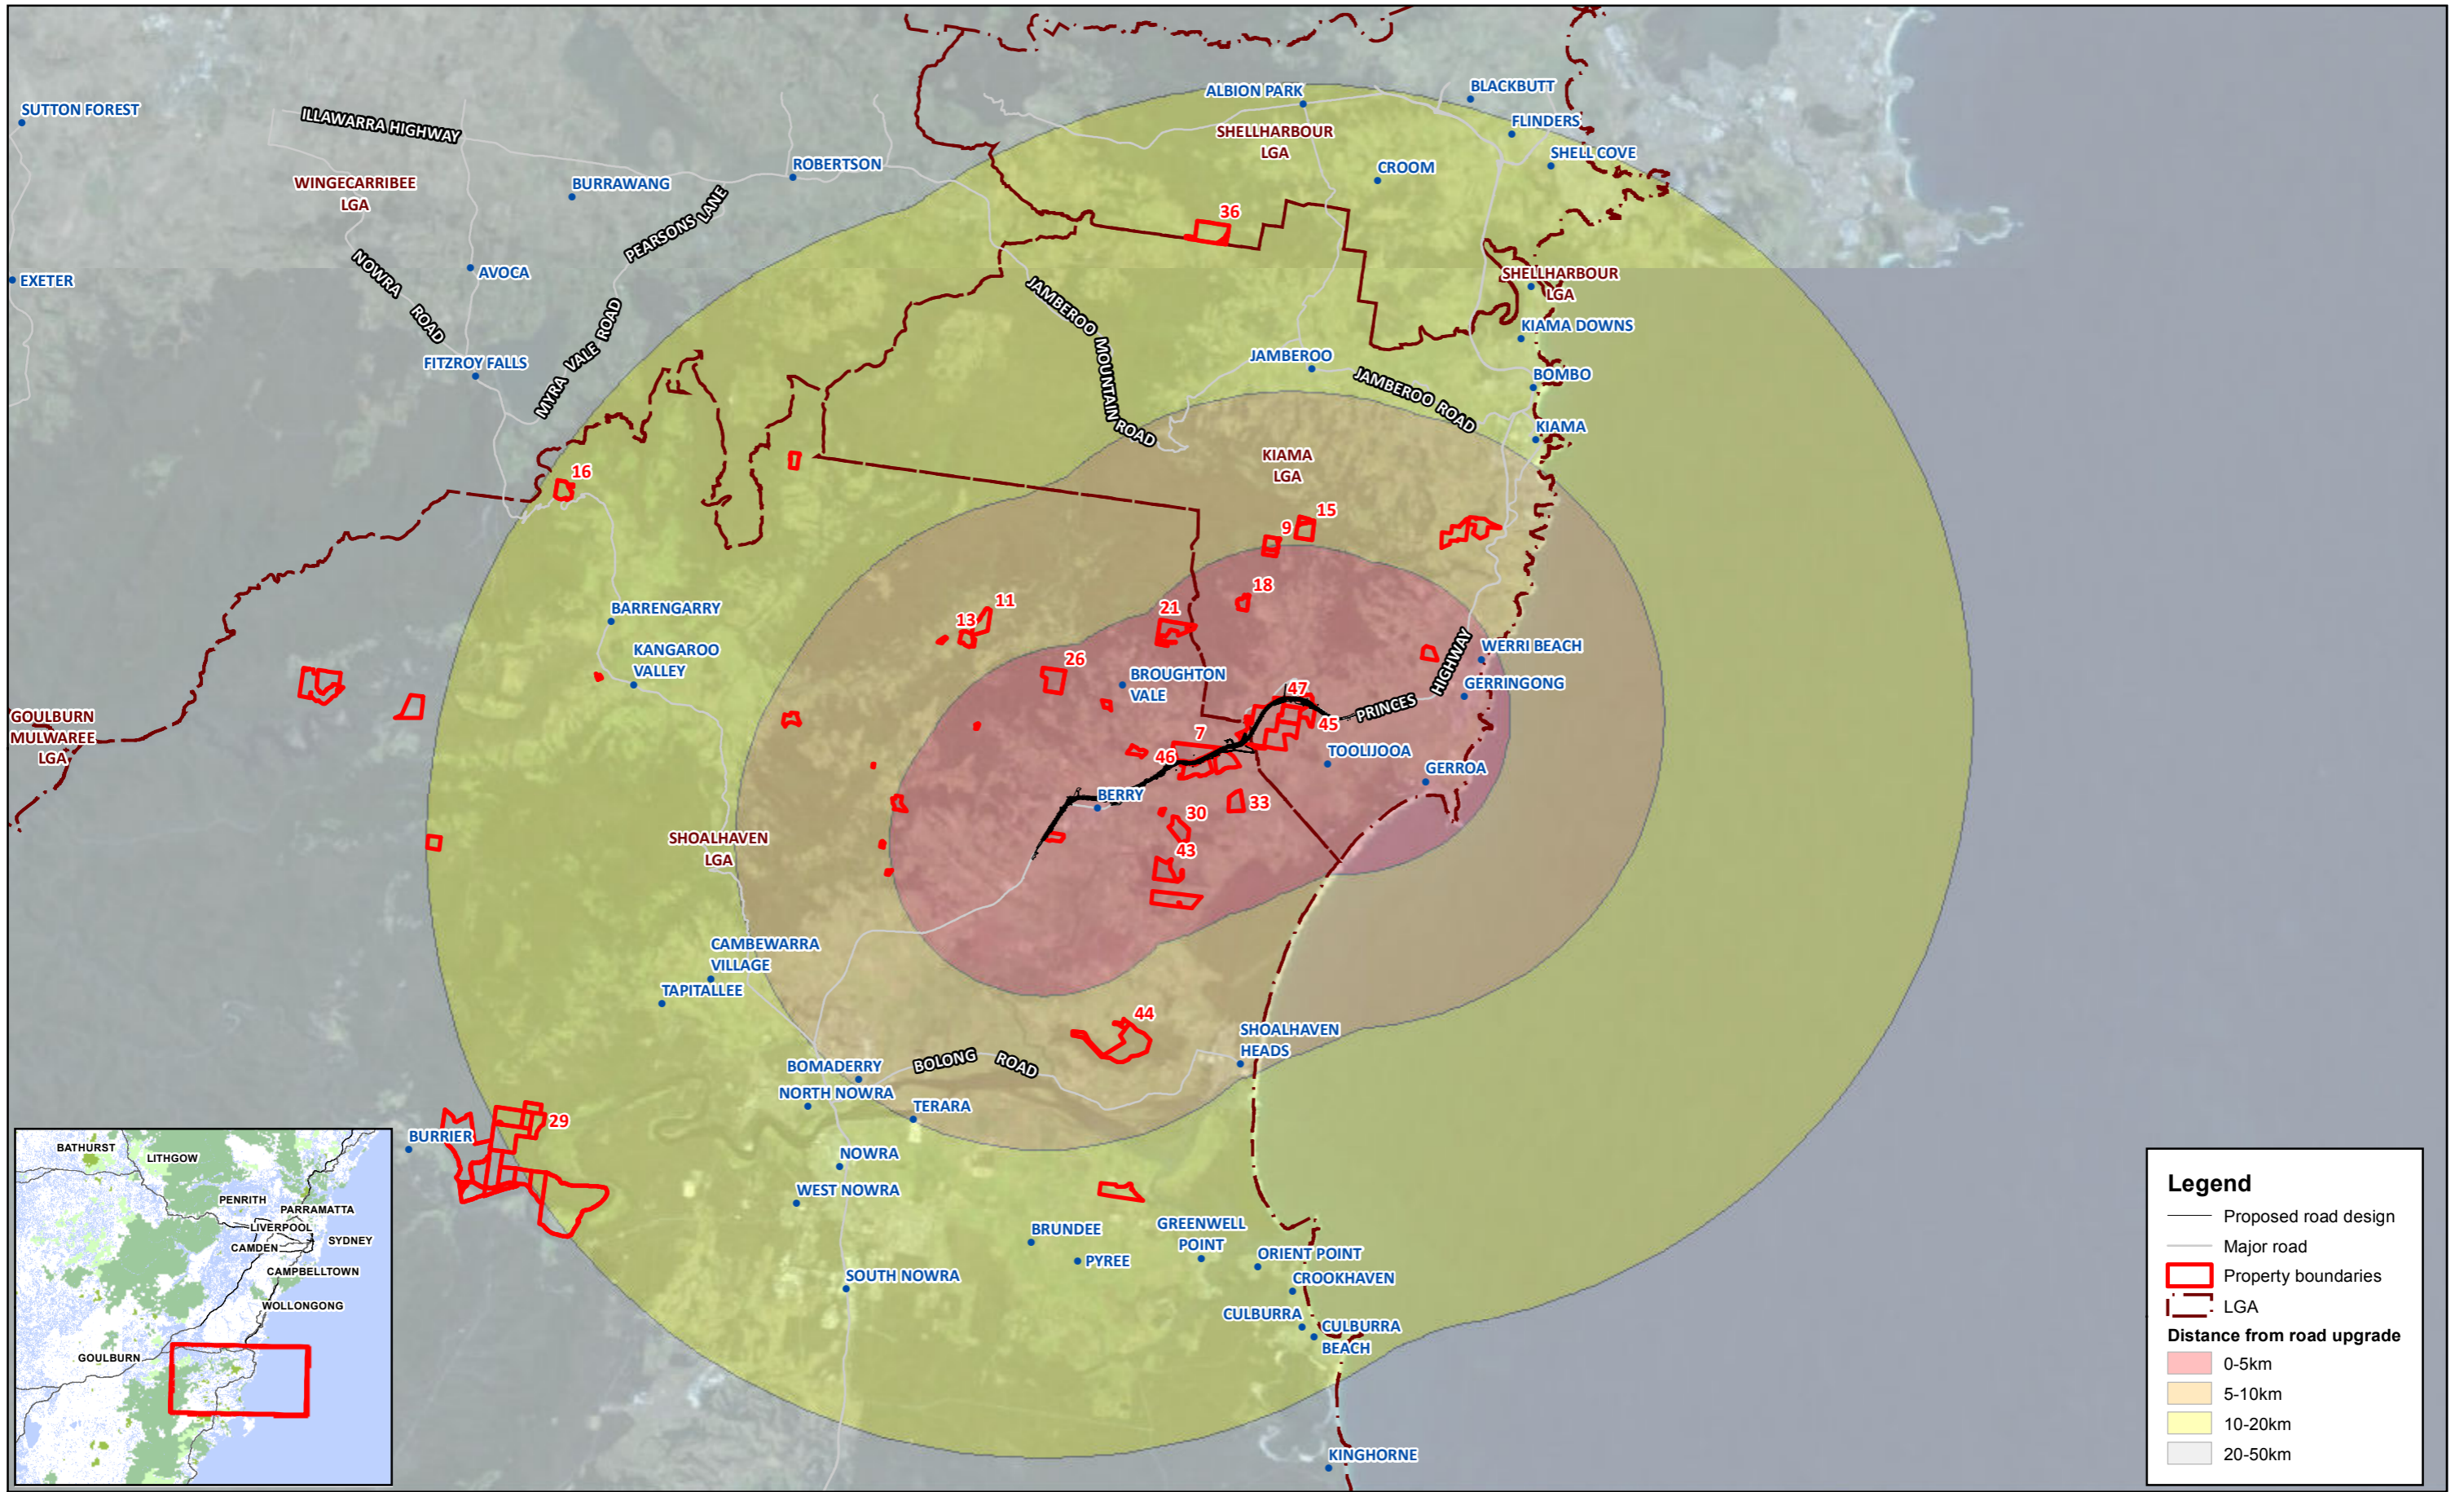 ALBION PARK
BLACKBUTT
SUTTON FOREST
ILLAWARRA HIGHWAY
FLINDERS
SHELLHARBOUR
LGA
SHELL COVE
ROBERTSON
CROOM
WINGECARRIBEE
LGA
BURRAWANG
PEARSONS LANE
36
NOWRA ROAD
AVOCA
EXETER
SHELLHARBOUR
LGA
JAMBEROO MOUNTAIN ROAD
MYRA VALE ROAD
KIAMA DOWNS
FITZROY FALLS
JAMBEROO
JAMBEROO ROAD
BOMBO
KIAMA
KIAMA
LGA
16
15
9
18
11
13
21
BARRENGARRY
KANGAROO
VALLEY
26
BROUGHTON
VALE
WERRI BEACH
GERRINGONG
PRINCES HIGHWAY
47
45
GOULBURN
MULWAREE
LGA
7
46
TOOLIJOOA
GERROA
BERRY
33
30
43
SHOALHAVEN
LGA
CAMBEWARRA
VILLAGE
TAPITALLEE
44
SHOALHAVEN
HEADS
BOLONG ROAD
BOMADERRY
NORTH NOWRA
TERARA
29
BURRIER
NOWRA
WEST NOWRA
BRUNDEE
GREENWELL
POINT
PYREE
ORIENT POINT
SOUTH NOWRA
CROOKHAVEN
CULBURRA
CULBURRA
BEACH
KINGHORNE
BATHURST
LITHGOW
PENRITH
PARRAMATTA
LIVERPOOL
SYDNEY
CAMDEN
CAMPBELLTOWN
WOLLONGONG
GOULBURN
Legend
Proposed road design
Major road
Property boundaries
LGA
Distance from road upgrade
0-5km
5-10km
10-20km
20-50km